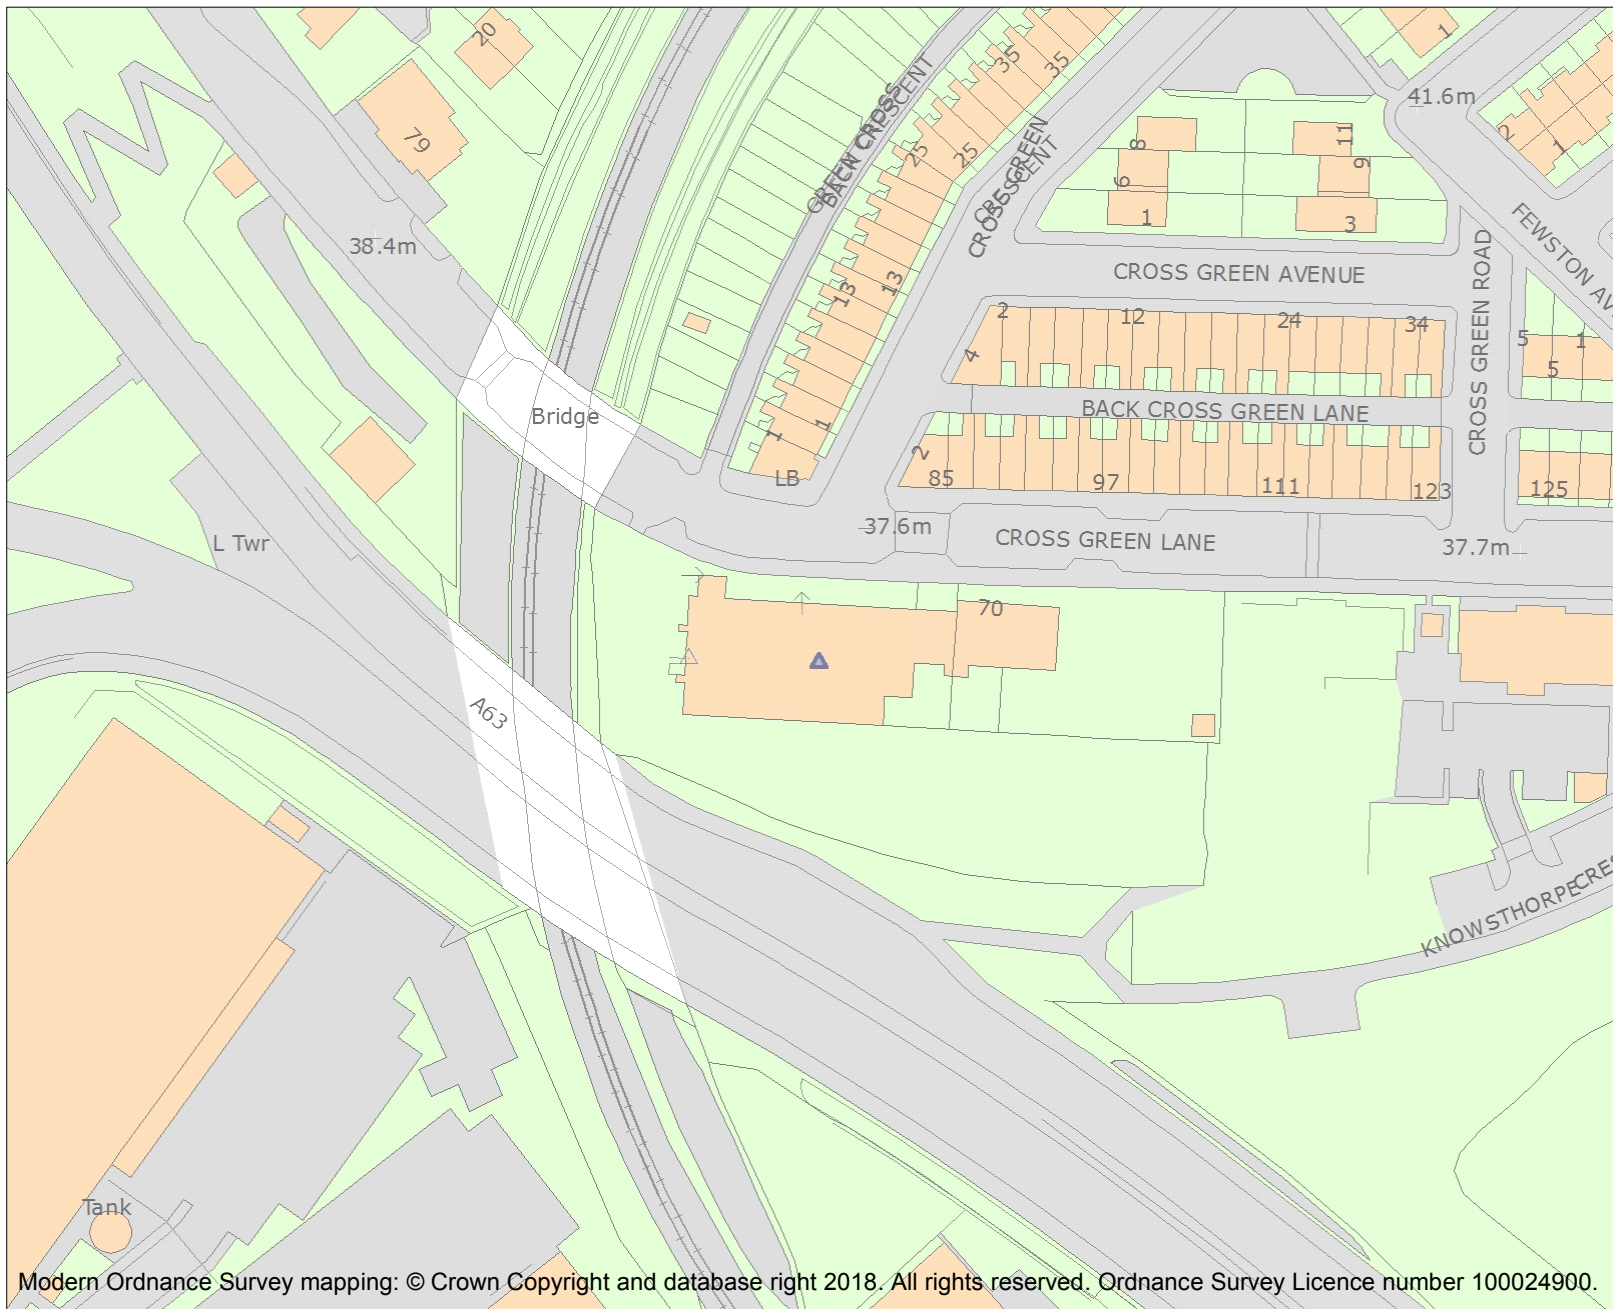 20
79
38.4m
BACK CROSS
GREEN CRESCENT
35
35
25
25
13
13
1
1
LB
CROSS GREEN
CRESCENT
8
6
1
11
9
3
41.6m
1
2
1
FEWSTON AV
CROSS GREEN AVENUE
CROSS GREEN ROAD
2
12
24
34
4
5
1
5
BACK CROSS GREEN LANE
2
85
97
111
123
125
Bridge
37.6m
CROSS GREEN LANE
37.7m
L Twr
70
A63
KNOWSTHORPE CRES
Tank
Modern Ordnance Survey mapping: © Crown Copyright and database right 2018. All rights reserved. Ordnance Survey Licence number 100024900.